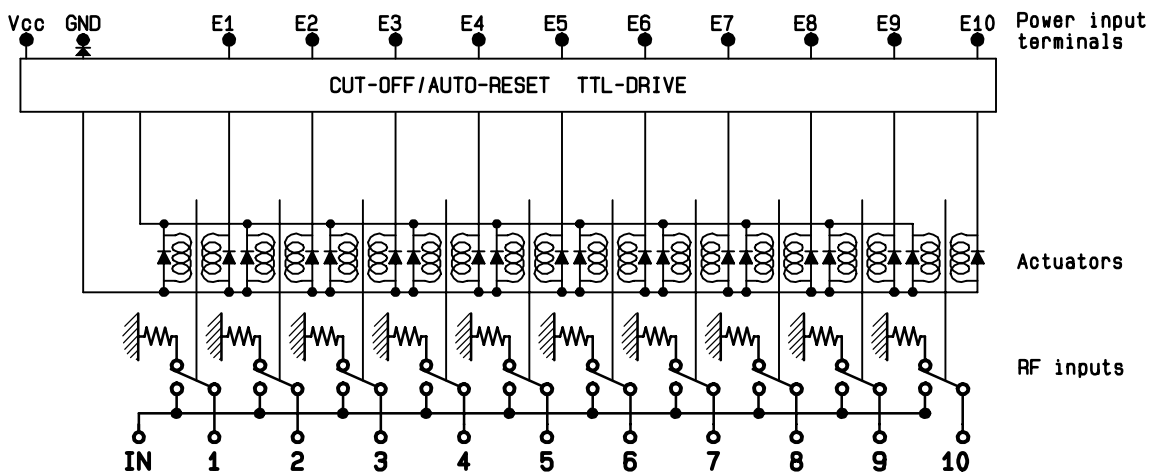 Vcc GND E1 E2 E3 E4 E5 E6 E7 E8 E9 E10 Power input
terminals
CUT-OFF/AUTO-RESET TTL-DRIVE
Actuators
RF inputs
IN 1 2 3 4 5 6 7 8 9 10